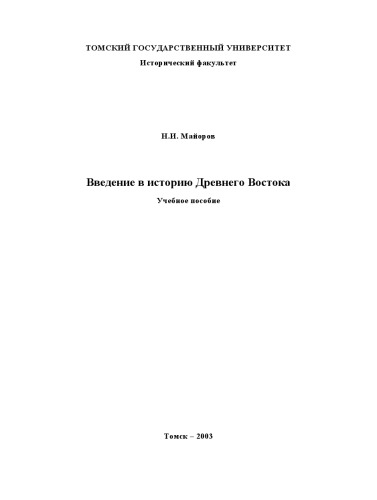 ТОМСКИЙ ГОСУДАРСТВЕННЫЙ УНИВЕРСИТЕТ
Исторический факультет
Н.И. Майоров
Введение в историю Древнего Востока
Учебное пособие
Томск – 2003